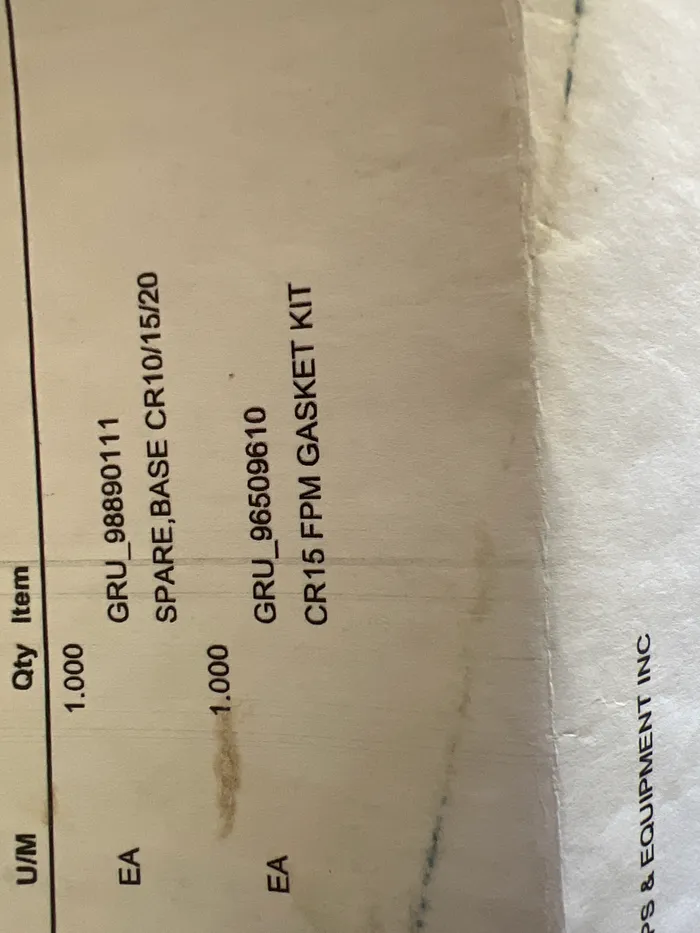 U/M Qty Item
1.000
EA GRU_98890111
SPARE,BASE CR10/15/20
1.000
EA GRU_96509610
CR15 FPM GASKET KIT
& EQUIPMENT INC